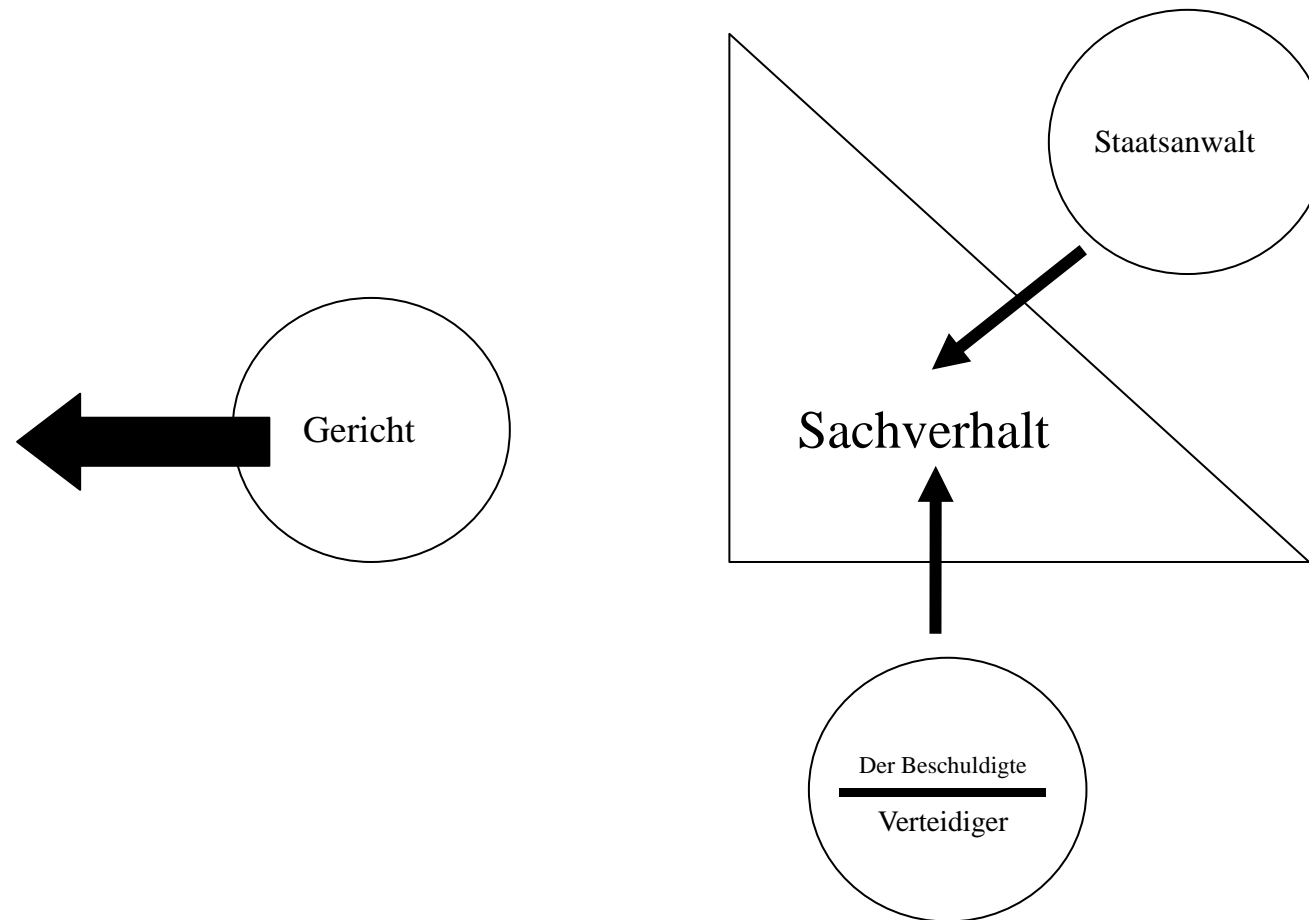 Staatsanwalt
Gericht
Sachverhalt
Der Beschuldigte
Verteidiger